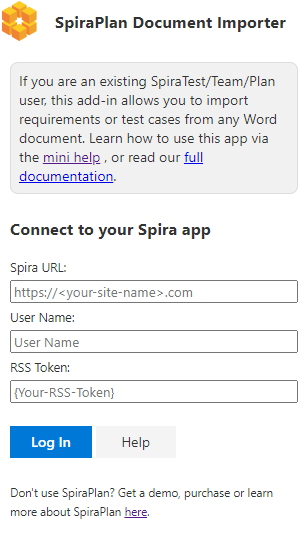 SpiraPlan Document Importer
If you are an existing SpiraTest/Team/Plan
user, this add-in allows you to import
requirements or test cases from any Word
document. Learn how to use this app via
the mini help , or read our full
documentation.
Connect to your Spira app
Spira URL:
https://<your-site-name>.com
User Name:
User Name
RSS Token:
{Your-RSS-Token}
Log In Help
Don't use SpiraPlan? Get a demo, purchase or learn
more about SpiraPlan here.